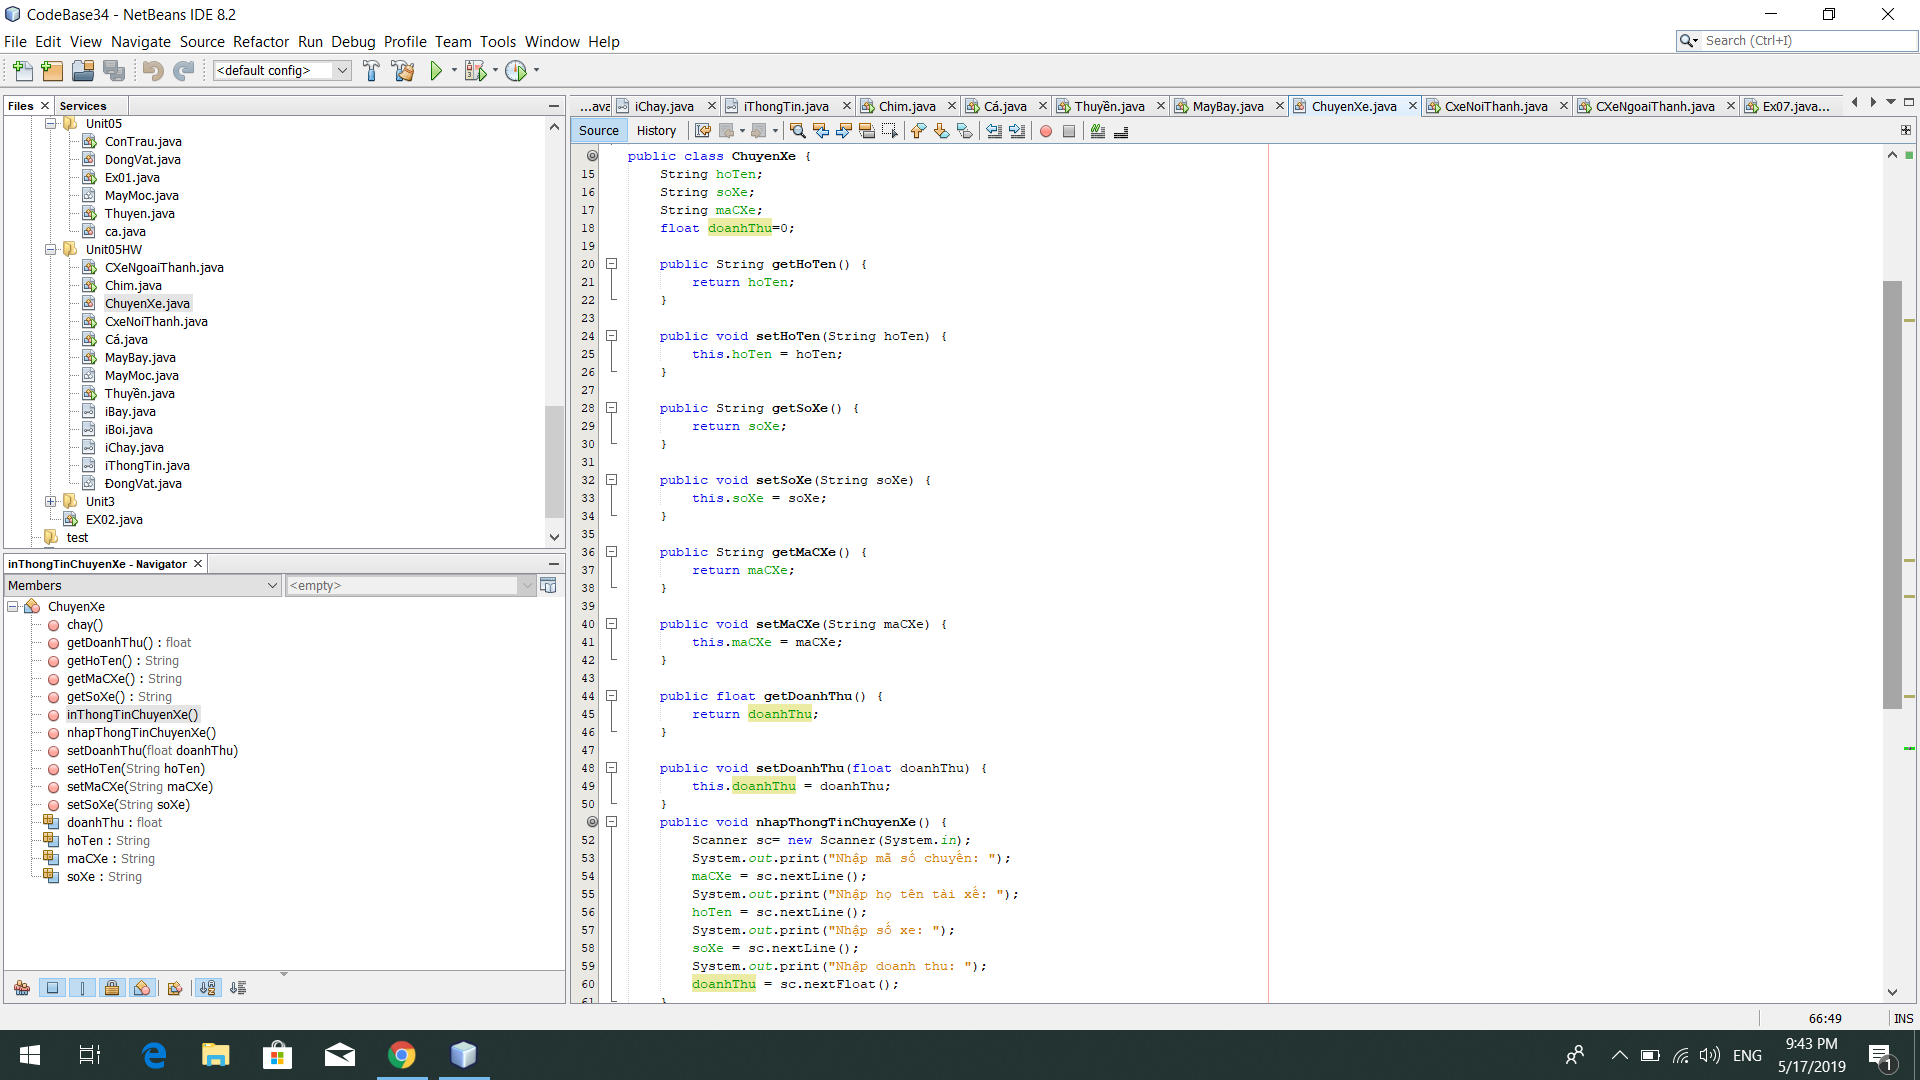 CodeBase34 - NetBeans IDE 8.2
File Edit View Navigate Source Refactor Run Debug Profile Team Tools Window Help
Search (Ctrl+I)
<default config>
Files Services
Unit05
ConTrau.java
DongVat.java
Ex01.java
MayMoc.java
Thuyen.java
ca.java
Unit05HW
CXeNgoaiThanh.java
Chim.java
ChuyenXe.java
CxeNoiThanh.java
Cá.java
MayBay.java
MayMoc.java
Thuyền.java
iBay.java
iBoi.java
iChay.java
iThongTin.java
ĐongVat.java
Unit3
EX02.java
test
inThongTinChuyenXe - Navigator
Members
<empty>
ChuyenXe
chay()
getDoanhThu() : float
getHoTen() : String
getMaCXe() : String
getSoXe() : String
inThongTinChuyenXe()
nhapThongTinChuyenXe()
setDoanhThu(float doanhThu)
setHoTen(String hoTen)
setMaCXe(String maCXe)
setSoXe(String soXe)
doanhThu : float
hoTen : String
maCXe : String
soXe : String
...ava iChay.java iThongTin.java Chim.java Cá.java Thuyền.java MayBay.java ChuyenXe.java CxeNoiThanh.java CXeNgoaiThanh.java Ex07.java...
Source History
public class ChuyenXe {
15 String hoTen;
16 String soXe;
17 String maCXe;
18 float doanhThu=0;
19
20 public String getHoTen() {
21 return hoTen;
22 }
23
24 public void setHoTen(String hoTen) {
25 this.hoTen = hoTen;
26 }
27
28 public String getSoXe() {
29 return soXe;
30 }
31
32 public void setSoXe(String soXe) {
33 this.soXe = soXe;
34 }
35
36 public String getMaCXe() {
37 return maCXe;
38 }
39
40 public void setMaCXe(String maCXe) {
41 this.maCXe = maCXe;
42 }
43
44 public float getDoanhThu() {
45 return doanhThu;
46 }
47
48 public void setDoanhThu(float doanhThu) {
49 this.doanhThu = doanhThu;
50 }
public void nhapThongTinChuyenXe() {
52 Scanner sc= new Scanner(System.in);
53 System.out.print("Nhập mã số chuyến: ");
54 maCXe = sc.nextLine();
55 System.out.print("Nhập họ tên tài xế: ");
56 hoTen = sc.nextLine();
57 System.out.print("Nhập số xe: ");
58 soXe = sc.nextLine();
59 System.out.print("Nhập doanh thu: ");
60 doanhThu = sc.nextFloat();
61 }
66:49 INS
ENG
9:43 PM
5/17/2019
1